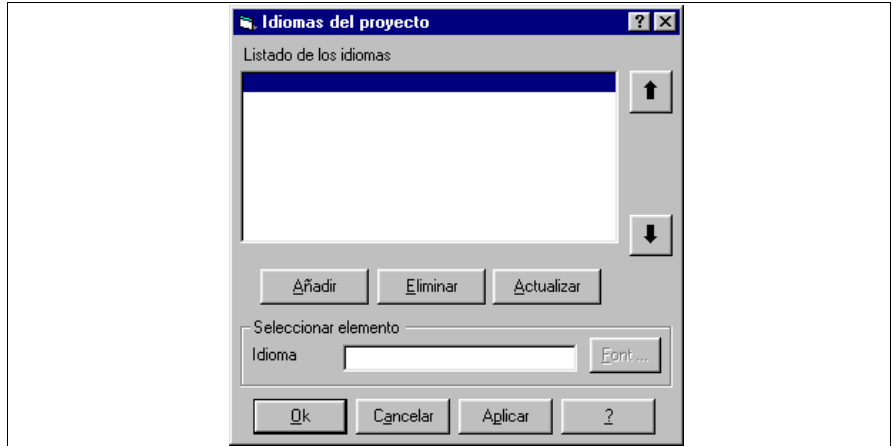 Idiomas del proyecto ?
Listado de los idiomas
Añadir Eliminar Actualizar
Seleccionar elemento
Idioma Font ...
Ok Cancelar Aplicar ?